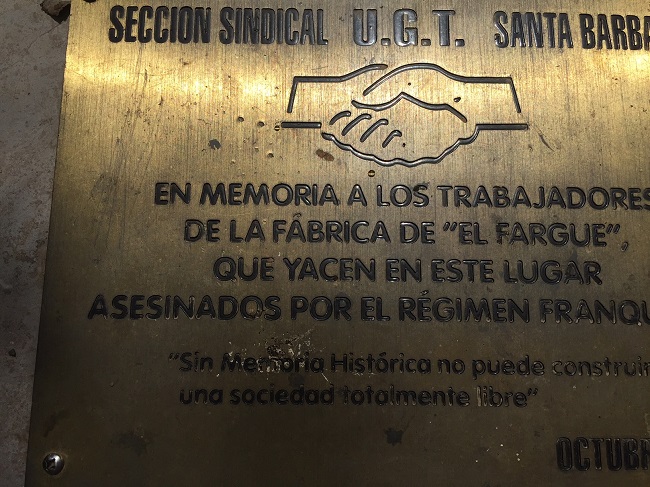 SECCION SINDICAL U.G.T. SANTA BARBA
EN MEMORIA A LOS TRABAJADORES
DE LA FÁBRICA DE "EL FARGUE",
QUE YACEN EN ESTE LUGAR
ASESINADOS POR EL RÉGIMEN FRANQU
"Sin Memoria Histórica no puede construir
una sociedad totalmente libre"
OCTUBR